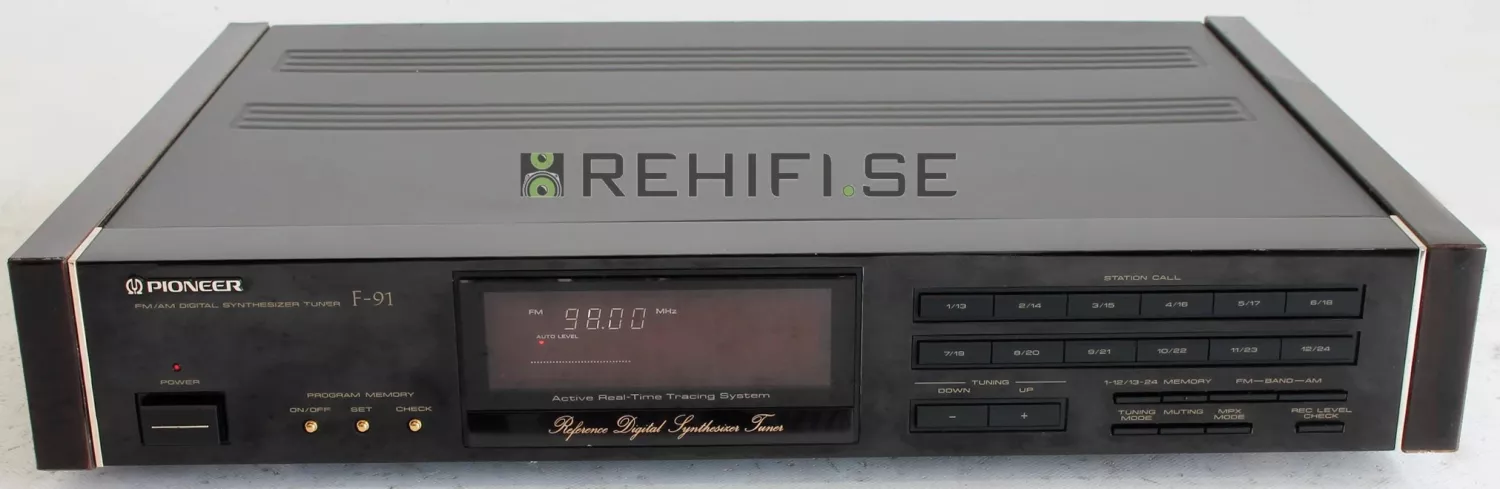 REHIFI.SE
PIONEER
FM/AM DIGITAL SYNTHESIZER TUNER F-91
POWER
PROGRAM MEMORY
ON/OFF SET CHECK
FM 98.00 MHz
AUTO LEVEL
Active Real-Time Tracing System
Reference Digital Synthesizer Tuner
STATION CALL
1/13 2/14 3/15 4/16 5/17 6/18
7/19 8/20 9/21 10/22 11/23 12/24
TUNING
DOWN UP
− +
1-12/13-24 MEMORY FM—BAND—AM
TUNING MODE MUTING MPX MODE REC LEVEL CHECK